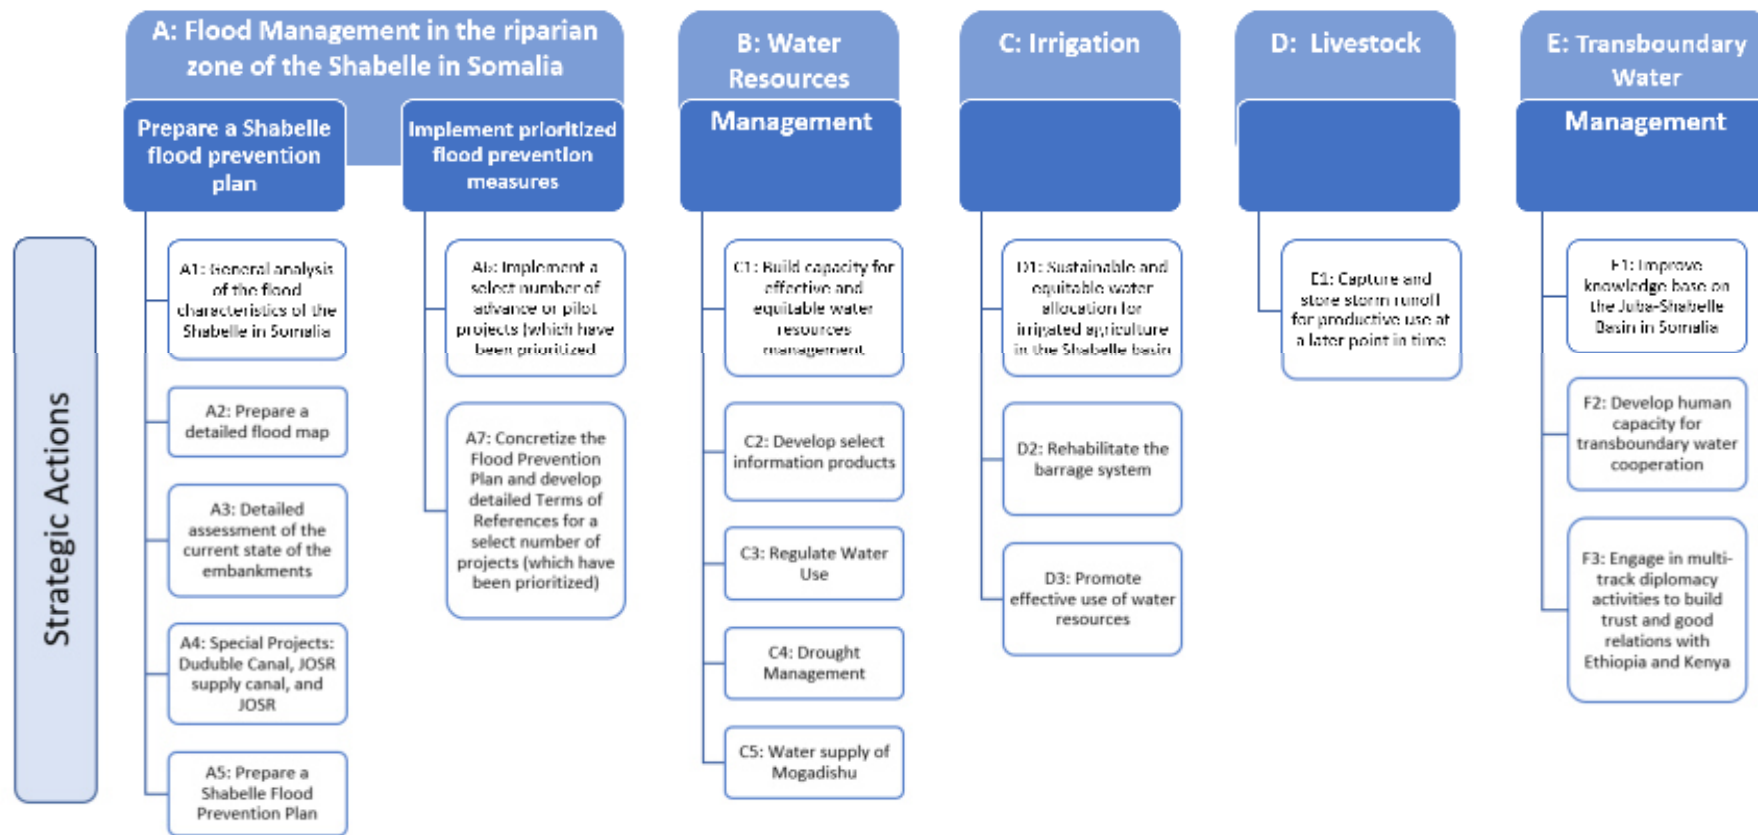 A: Flood Management in the riparian
zone of the Shabelle in Somalia
Prepare a Shabelle
flood prevention
plan
Implement prioritized
flood prevention
measures
B: Water
Resources
Management
C: Irrigation
D: Livestock
E: Transboundary
Water
Management
Strategic Actions
A1: General analysis
of the flood
characteristics of the
Shabelle in Somalia
A2: Prepare a
detailed flood map
A3: Detailed
assessment of the
current state of the
embankments
A4: Special Projects:
Duduble Canal, JOSR
supply canal, and
JOSR
A5: Prepare a
Shabelle Flood
Prevention Plan
A6: Implement a
select number of
advance or pilot
projects (which have
been prioritized
A7: Concretize the
Flood Prevention
Plan and develop
detailed Terms of
References for a
select number of
projects (which have
been prioritized)
C1: Build capacity for
effective and
equitable water
resources
management
C2: Develop select
information products
C3: Regulate Water
Use
C4: Drought
Management
C5: Water supply of
Mogadishu
D1: Sustainable and
equitable water
allocation for
irrigated agriculture
in the Shabelle basin
D2: Rehabilitate the
barrage system
D3: Promote
effective use of water
resources
E1: Capture and
store storm runoff
for productive use at
a later point in time
F1: Improve
knowledge base on
the Juba-Shabelle
Basin in Somalia
F2: Develop human
capacity for
transboundary water
cooperation
F3: Engage in multi-
track diplomacy
activities to build
trust and good
relations with
Ethiopia and Kenya